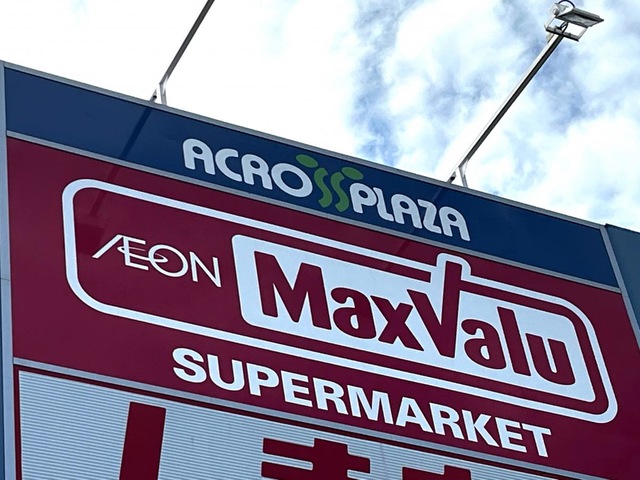 ACROSSPLAZA
ÆON MaxValu
SUPERMARKET